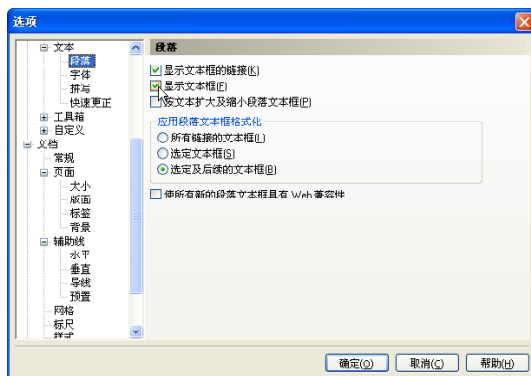 选项
文本
段落
字体
拼写
快速更正
工具箱
自定义
文档
常规
页面
大小
版面
标签
背景
辅助线
水平
垂直
导线
预置
网格
标尺
样式
段落
显示文本框的链接(K)
显示文本框(F)
按文本扩大及缩小段落文本框(P)
应用段落文本框格式化
所有链接的文本框(L)
选定文本框(S)
选定及后续的文本框(B)
使所有新的段落文本框具有 Web 兼容性
确定(O)
取消(C)
帮助(H)